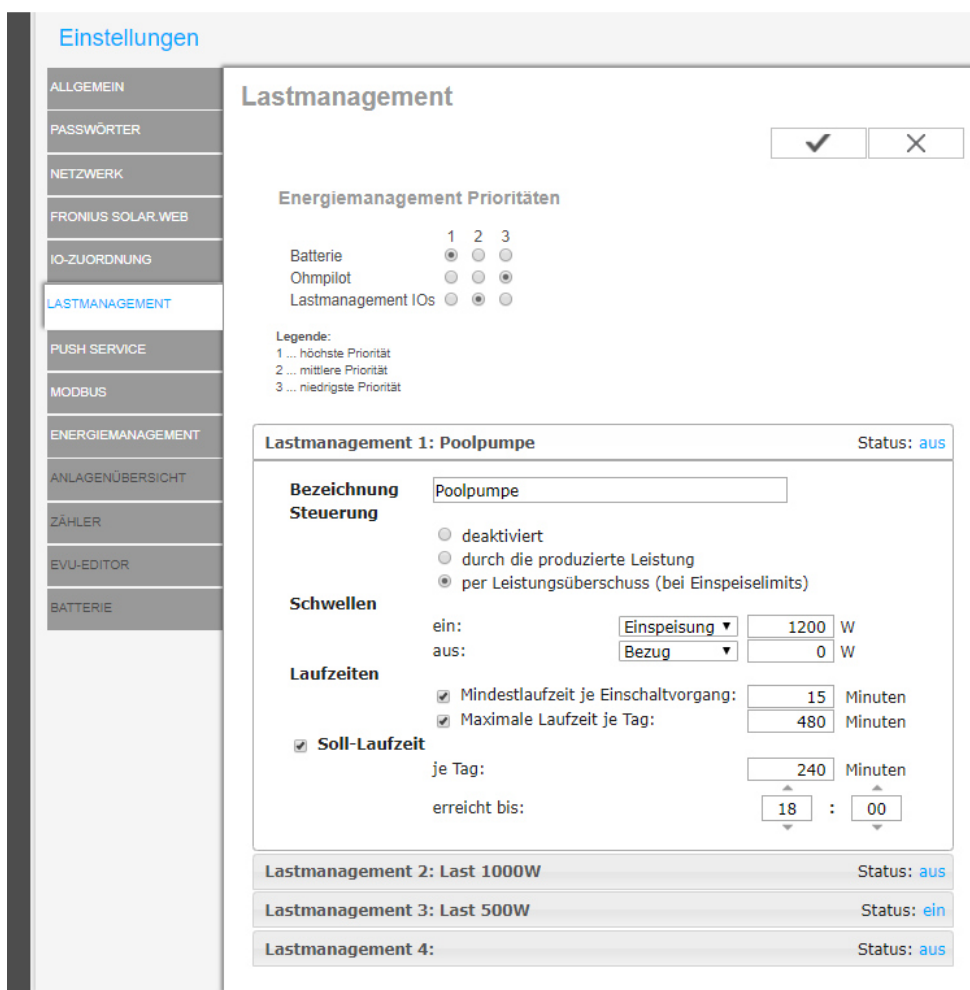 Einstellungen
ALLGEMEIN
PASSWÖRTER
NETZWERK
FRONIUS SOLAR.WEB
IO-ZUORDNUNG
LASTMANAGEMENT
PUSH SERVICE
MODBUS
ENERGIEMANAGEMENT
ANLAGENÜBERSICHT
ZÄHLER
EVU-EDITOR
BATTERIE
Lastmanagement
Energiemanagement Prioritäten
1 2 3
Batterie
Ohmpilot
Lastmanagement IOs
Legende:
1 ... höchste Priorität
2 ... mittlere Priorität
3 ... niedrigste Priorität
Lastmanagement 1: Poolpumpe Status: aus
Bezeichnung Poolpumpe
Steuerung
deaktiviert
durch die produzierte Leistung
per Leistungsüberschuss (bei Einspeiselimits)
Schwellen
ein: Einspeisung 1200 W
aus: Bezug 0 W
Laufzeiten
Mindestlaufzeit je Einschaltvorgang: 15 Minuten
Maximale Laufzeit je Tag: 480 Minuten
Soll-Laufzeit
je Tag: 240 Minuten
erreicht bis: 18 : 00
Lastmanagement 2: Last 1000W Status: aus
Lastmanagement 3: Last 500W Status: ein
Lastmanagement 4: Status: aus